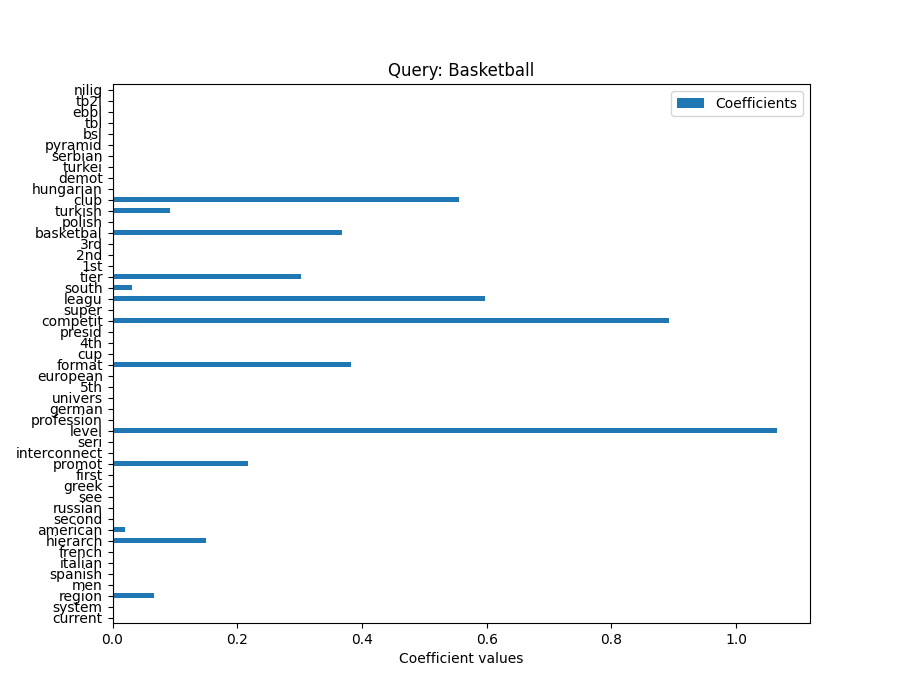 Query: Basketball
Coefficients
nilig
tb2l
ebbl
tbl
bsl
pyramid
serbian
turkei
demot
hungarian
club
turkish
polish
basketbal
3rd
2nd
1st
tier
south
leagu
super
competit
presid
4th
cup
format
european
5th
univers
german
profession
level
seri
interconnect
promot
first
greek
see
russian
second
american
hierarch
french
italian
spanish
men
region
system
current
0.0 0.2 0.4 0.6 0.8 1.0
Coefficient values